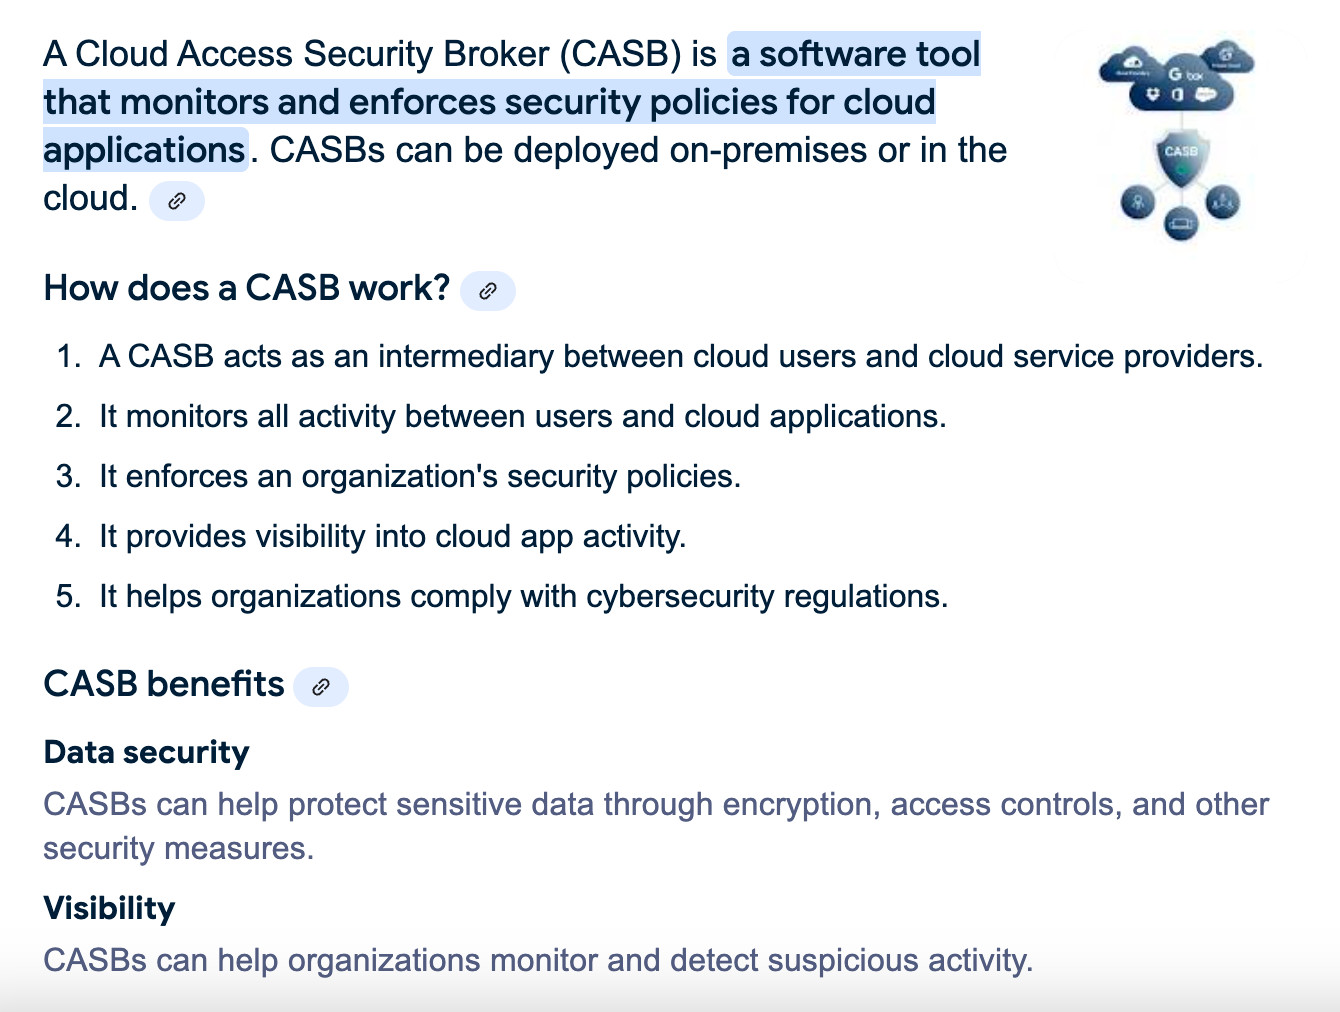 A Cloud Access Security Broker (CASB) is a software tool
that monitors and enforces security policies for cloud
applications. CASBs can be deployed on-premises or in the
cloud.
G box
CASB
How does a CASB work?
1. A CASB acts as an intermediary between cloud users and cloud service providers.
2. It monitors all activity between users and cloud applications.
3. It enforces an organization's security policies.
4. It provides visibility into cloud app activity.
5. It helps organizations comply with cybersecurity regulations.
CASB benefits
Data security
CASBs can help protect sensitive data through encryption, access controls, and other
security measures.
Visibility
CASBs can help organizations monitor and detect suspicious activity.